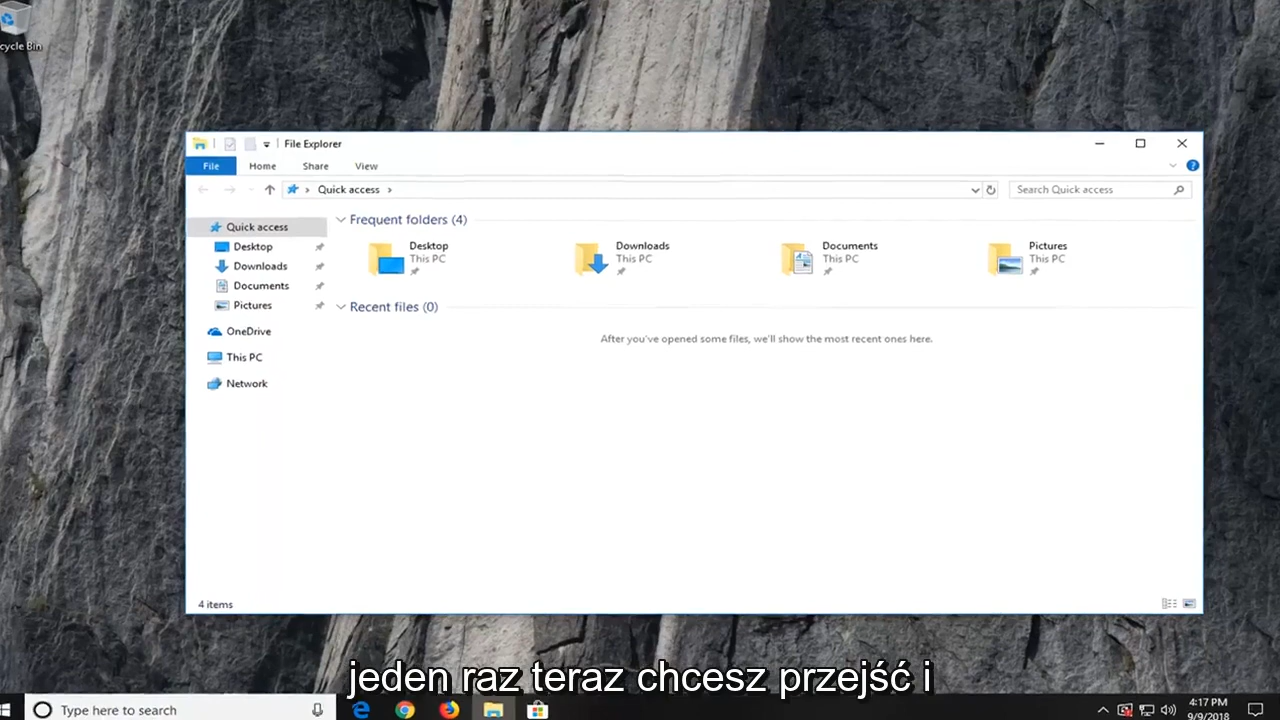 cycle Bin
File Explorer
File Home Share View
Quick access
Search Quick access
Quick access
Desktop
Downloads
Documents
Pictures
OneDrive
This PC
Network
Frequent folders (4)
Desktop
This PC
Downloads
This PC
Documents
This PC
Pictures
This PC
Recent files (0)
After you've opened some files, we'll show the most recent ones here.
4 items
jeden raz teraz chcesz przejść i
Type here to search
4:17 PM
9/9/2018